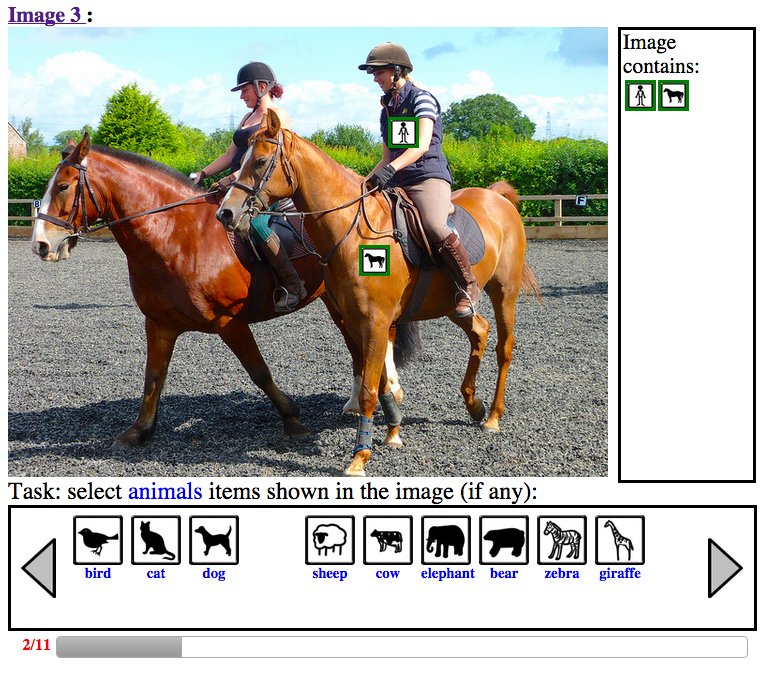 Image 3 :
B
F
Image
contains:
Task: select animals items shown in the image (if any):
bird cat dog sheep cow elephant bear zebra giraffe
2/11